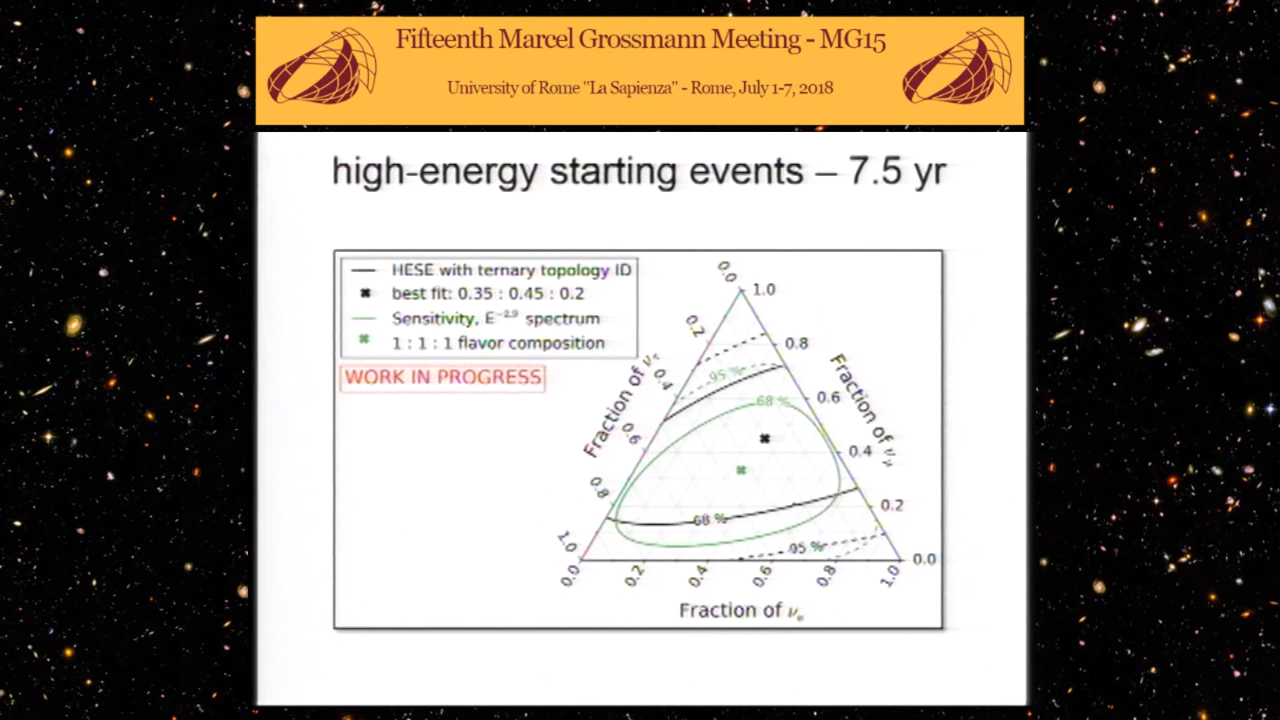 Fifteenth Marcel Grossmann Meeting - MG15
University of Rome "La Sapienza" - Rome, July 1-7, 2018
high-energy starting events – 7.5 yr
HESE with ternary topology ID
best fit: 0.35 : 0.45 : 0.2
Sensitivity, E⁻²·⁹ spectrum
1 : 1 : 1 flavor composition
WORK IN PROGRESS
0.0
0.2
0.4
0.6
0.8
1.0
Fraction of ντ
1.0
0.8
0.6
0.4
0.2
0.0
Fraction of νμ
95 %
68 %
68 %
95 %
0.0
0.2
0.4
0.6
0.8
1.0
Fraction of νe